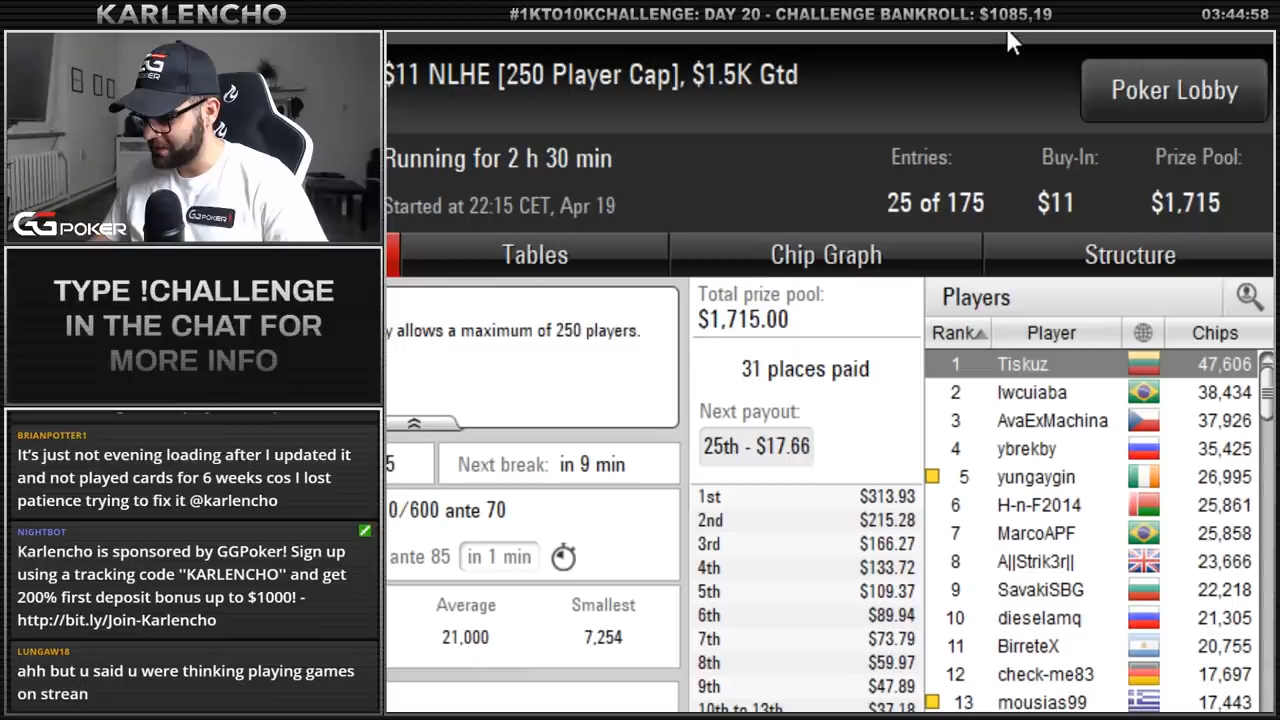 KARLENCHO
#1KTO10KCHALLENGE: DAY 20 - CHALLENGE BANKROLL: $1085,19
03:44:58
GG
GGPOKER
GGPOKER
TYPE !CHALLENGE
IN THE CHAT FOR
MORE INFO
BRIANPOTTER1
It's just not evening loading after I updated it
and not played cards for 6 weeks cos I lost
patience trying to fix it @karlencho
NIGHTBOT
Karlencho is sponsored by GGPoker! Sign up
using a tracking code ''KARLENCHO'' and get
200% first deposit bonus up to $1000! -
http://bit.ly/Join-Karlencho
LUNGAW18
ahh but u said u were thinking playing games
on strean
$11 NLHE [250 Player Cap], $1.5K Gtd
Poker Lobby
Running for 2 h 30 min
Started at 22:15 CET, Apr 19
Entries: Buy-In: Prize Pool:
25 of 175 $11 $1,715
Tables Chip Graph Structure
y allows a maximum of 250 players.
5 Next break: in 9 min
0/600 ante 70
ante 85 in 1 min
Average Smallest
21,000 7,254
Total prize pool:
$1,715.00
31 places paid
Next payout:
25th - $17.66
1st $313.93
2nd $215.28
3rd $166.27
4th $133.72
5th $109.37
6th $89.94
7th $73.79
8th $59.97
9th $47.89
10th to 13th $37.18
Players
Rank Player Chips
1 Tiskuz 47,606
2 lwcuiaba 38,434
3 AvaExMachina 37,926
4 ybrekby 35,425
5 yungaygin 26,995
6 H-n-F2014 25,861
7 MarcoAPF 25,858
8 A||Strik3r|| 23,666
9 SavakiSBG 22,218
10 dieselamq 21,305
11 BirreteX 20,755
12 check-me83 17,697
13 mousias99 17,443